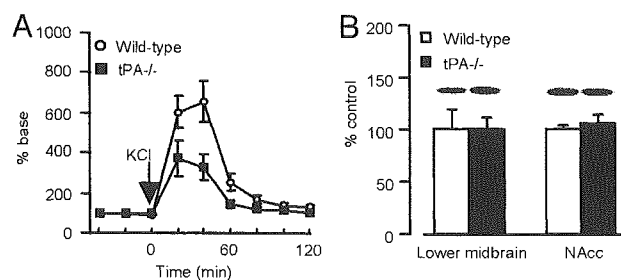 A
1000
800
600
400
200
0
% base
Wild-type
tPA-/-
KCl
0
60
120
Time (min)
B
200
150
100
50
0
% control
Wild-type
tPA-/-
Lower midbrain
NAcc